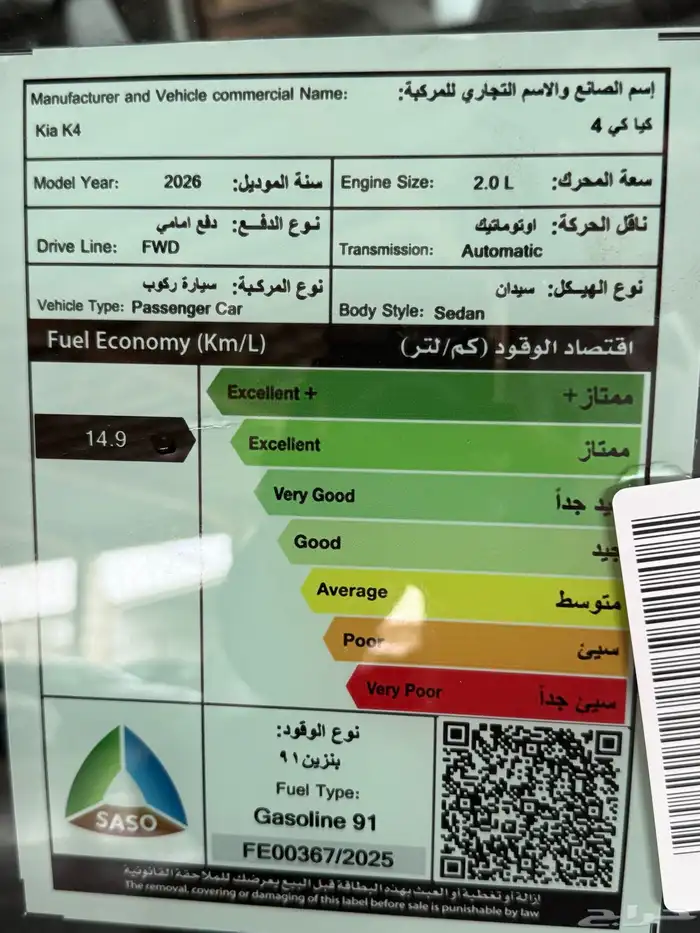 Manufacturer and Vehicle commercial Name: إسم الصانع والاسم التجاري للمركبة:
Kia K4 كيا كي 4
Model Year: 2026 سنة الموديل: Engine Size: 2.0 L سعة المحرك:
نوع الدفـع: دفع امامي ناقل الحركة: اوتوماتيك
Drive Line: FWD Transmission: Automatic
نوع المركبة: سيارة ركوب نوع الهيـكل: سيدان
Vehicle Type: Passenger Car Body Style: Sedan
Fuel Economy (Km/L) اقتصاد الوقود (كم/لتر)
Excellent + ممتاز+
14.9 Excellent ممتاز
Very Good جداً
Good
Average متوسط
Poor سيئ
Very Poor سيئ جداً
نوع الوقود:
بنزين ٩١
Fuel Type:
Gasoline 91
SASO
FE00367/2025
إزالة أو تغطية أو العبث بهذه البطاقة قبل البيع يعرضك للملاحقة القانونية
The removal, covering or damaging of this label before sale is punishable by law
حراج